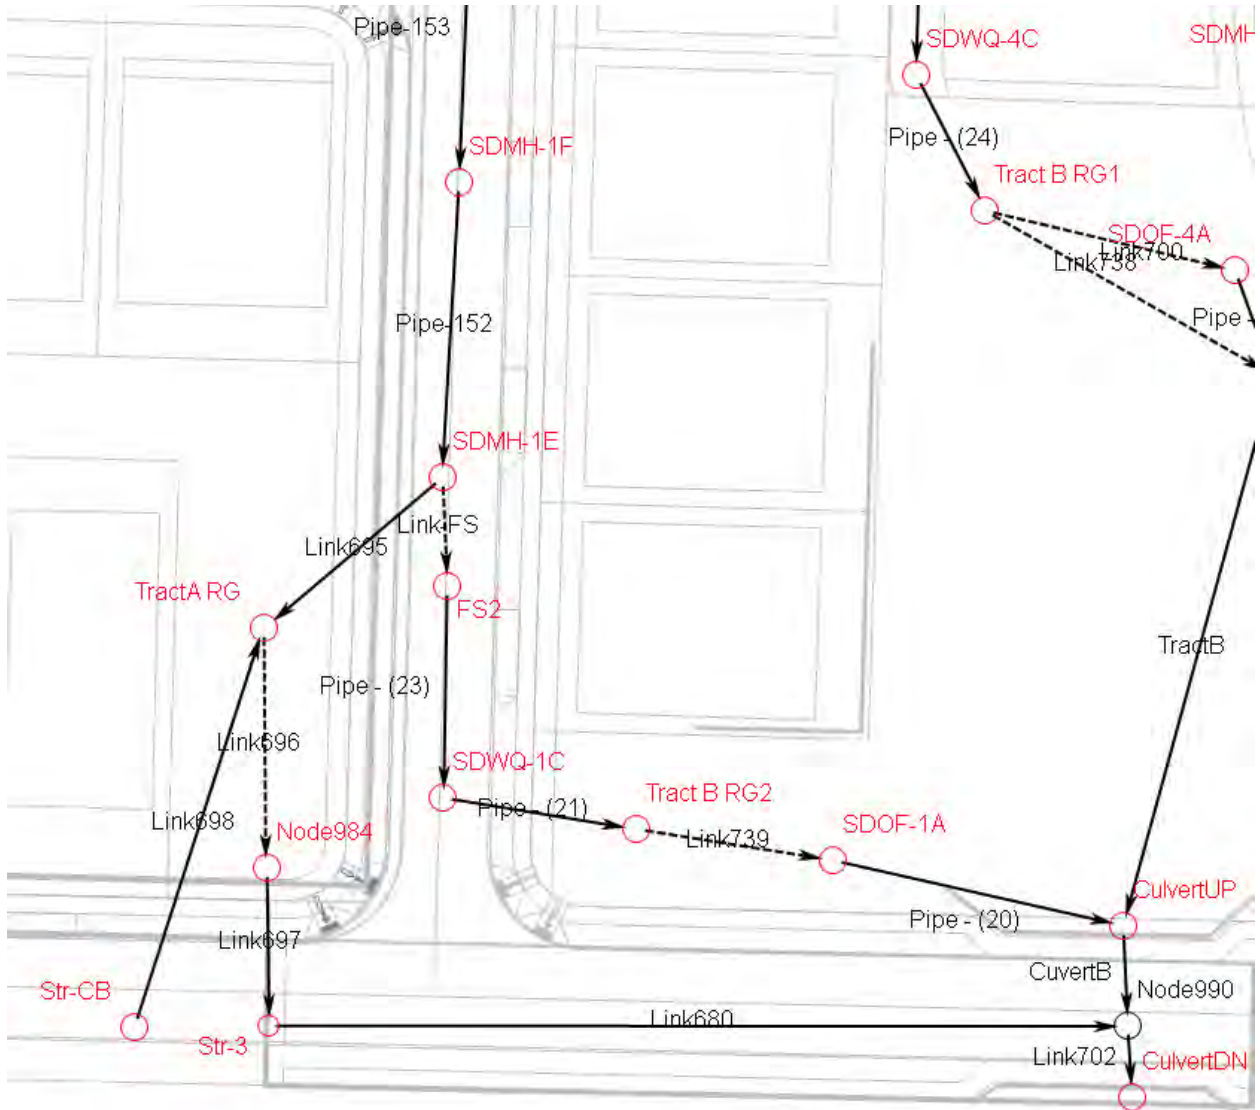 Pipe-153
SDWQ-4C
SDMH
Pipe - (24)
SDMH-1F
Tract B RG1
SDOF-4A
Link700
Link738
Pipe-152
Pipe -
SDMH-1E
Link-FS
Link695
TractA RG
FS2
TractB
Pipe - (23)
Link696
SDWQ-1C
Tract B RG2
Pipe - (21)
Link698
Node984
Link739
SDOF-1A
CulvertUP
Pipe - (20)
Link697
CuvertB
Str-CB
Node990
Link680
Str-3
Link702
CulvertDN